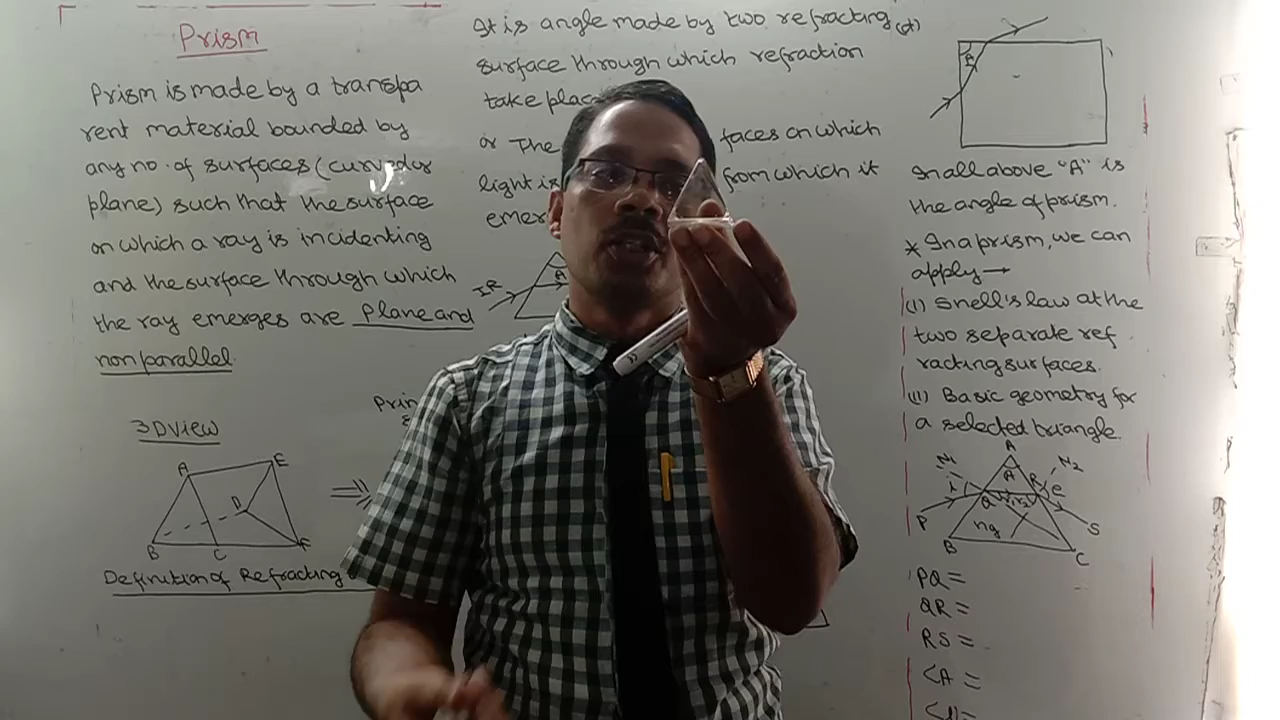 Prism
Prism is made by a transpa
rent material bounded by
any no. of surfaces (curved or
plane) such that the surface
on which a ray is incidenting
and the surface through which
the ray emerges are plane and
non parallel.
3D VIEW
A
E
D
B
C
F
Definition of Refracting
Prin
It is angle made by two refracting
surface through which refraction
take place
or The
faces on which
light is
from which it
emer
IR
A
(d)
A
In all above "A" is
the angle of prism.
* In a prism, we can
apply →
(I) Snell's law at the
two separate ref
racting surfaces.
(II) Basic geometry for
a selected triangle.
A
N1
N2
A
i
Q
R
e
P
S
ng
B
C
PQ =
QR =
RS =
<A =